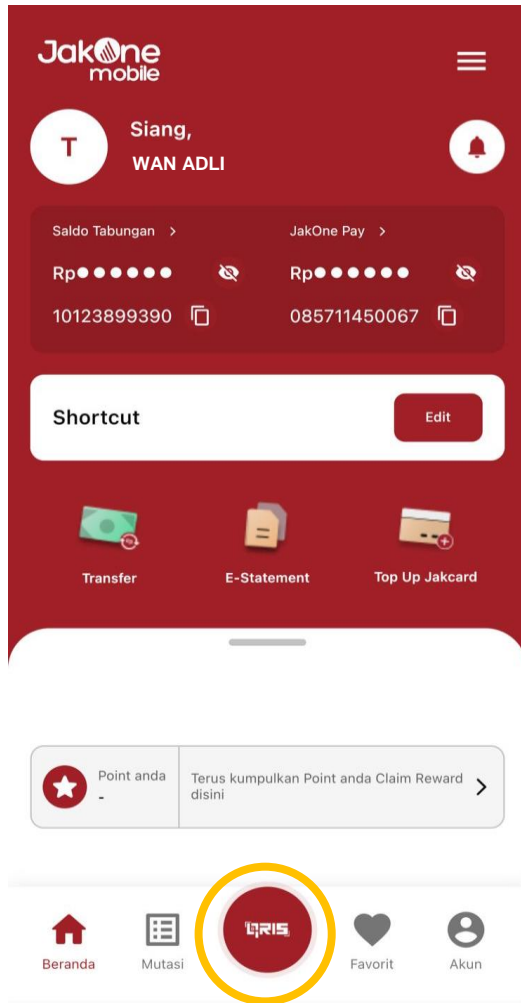 JakOne
mobile
T
Siang,
WAN ADLI
Saldo Tabungan >
JakOne Pay >
Rp●●●●●●
Rp●●●●●●
10123899390
085711450067
Shortcut
Edit
Transfer
E-Statement
Top Up Jakcard
Point anda
-
Terus kumpulkan Point anda Claim Reward
disini
QRIS
Beranda
Mutasi
Favorit
Akun